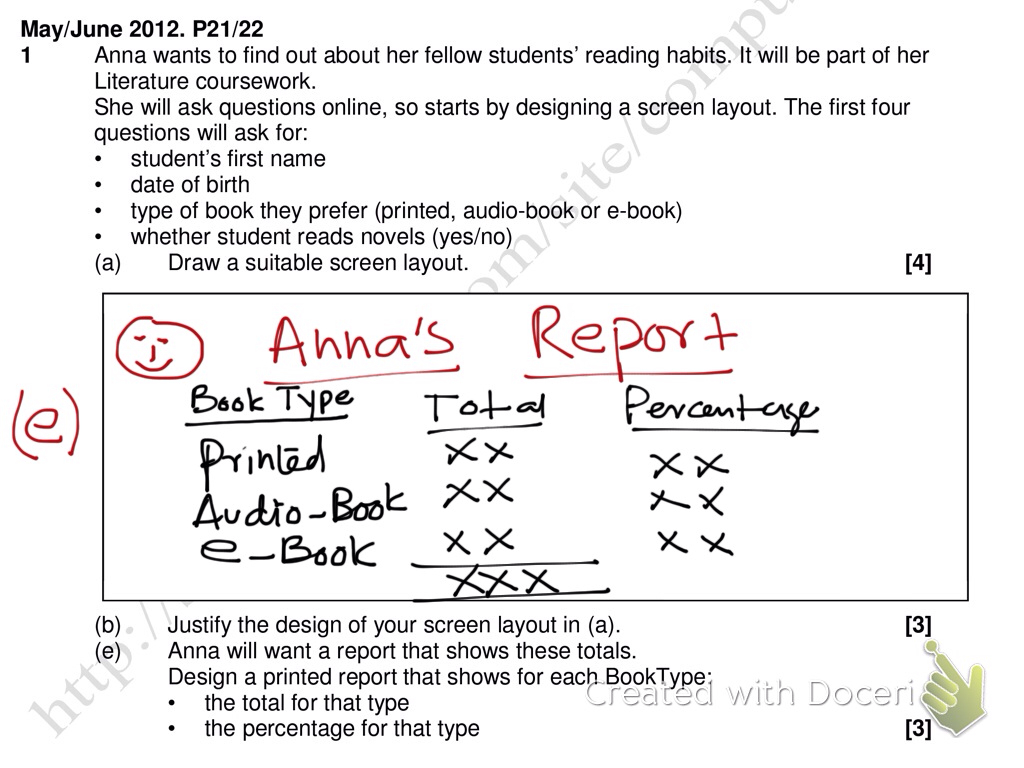 May/June 2012. P21/22
1 Anna wants to find out about her fellow students’ reading habits. It will be part of her
Literature coursework.
She will ask questions online, so starts by designing a screen layout. The first four
questions will ask for:
• student’s first name
• date of birth
• type of book they prefer (printed, audio-book or e-book)
• whether student reads novels (yes/no)
(a) Draw a suitable screen layout. [4]
Anna's Report
(e)
Book Type Total Percentage
Printed XX XX
Audio-Book XX XX
e-Book XX XX
XXX
(b) Justify the design of your screen layout in (a). [3]
(e) Anna will want a report that shows these totals.
Design a printed report that shows for each BookType:
• the total for that type
• the percentage for that type [3]
Created with Doceri